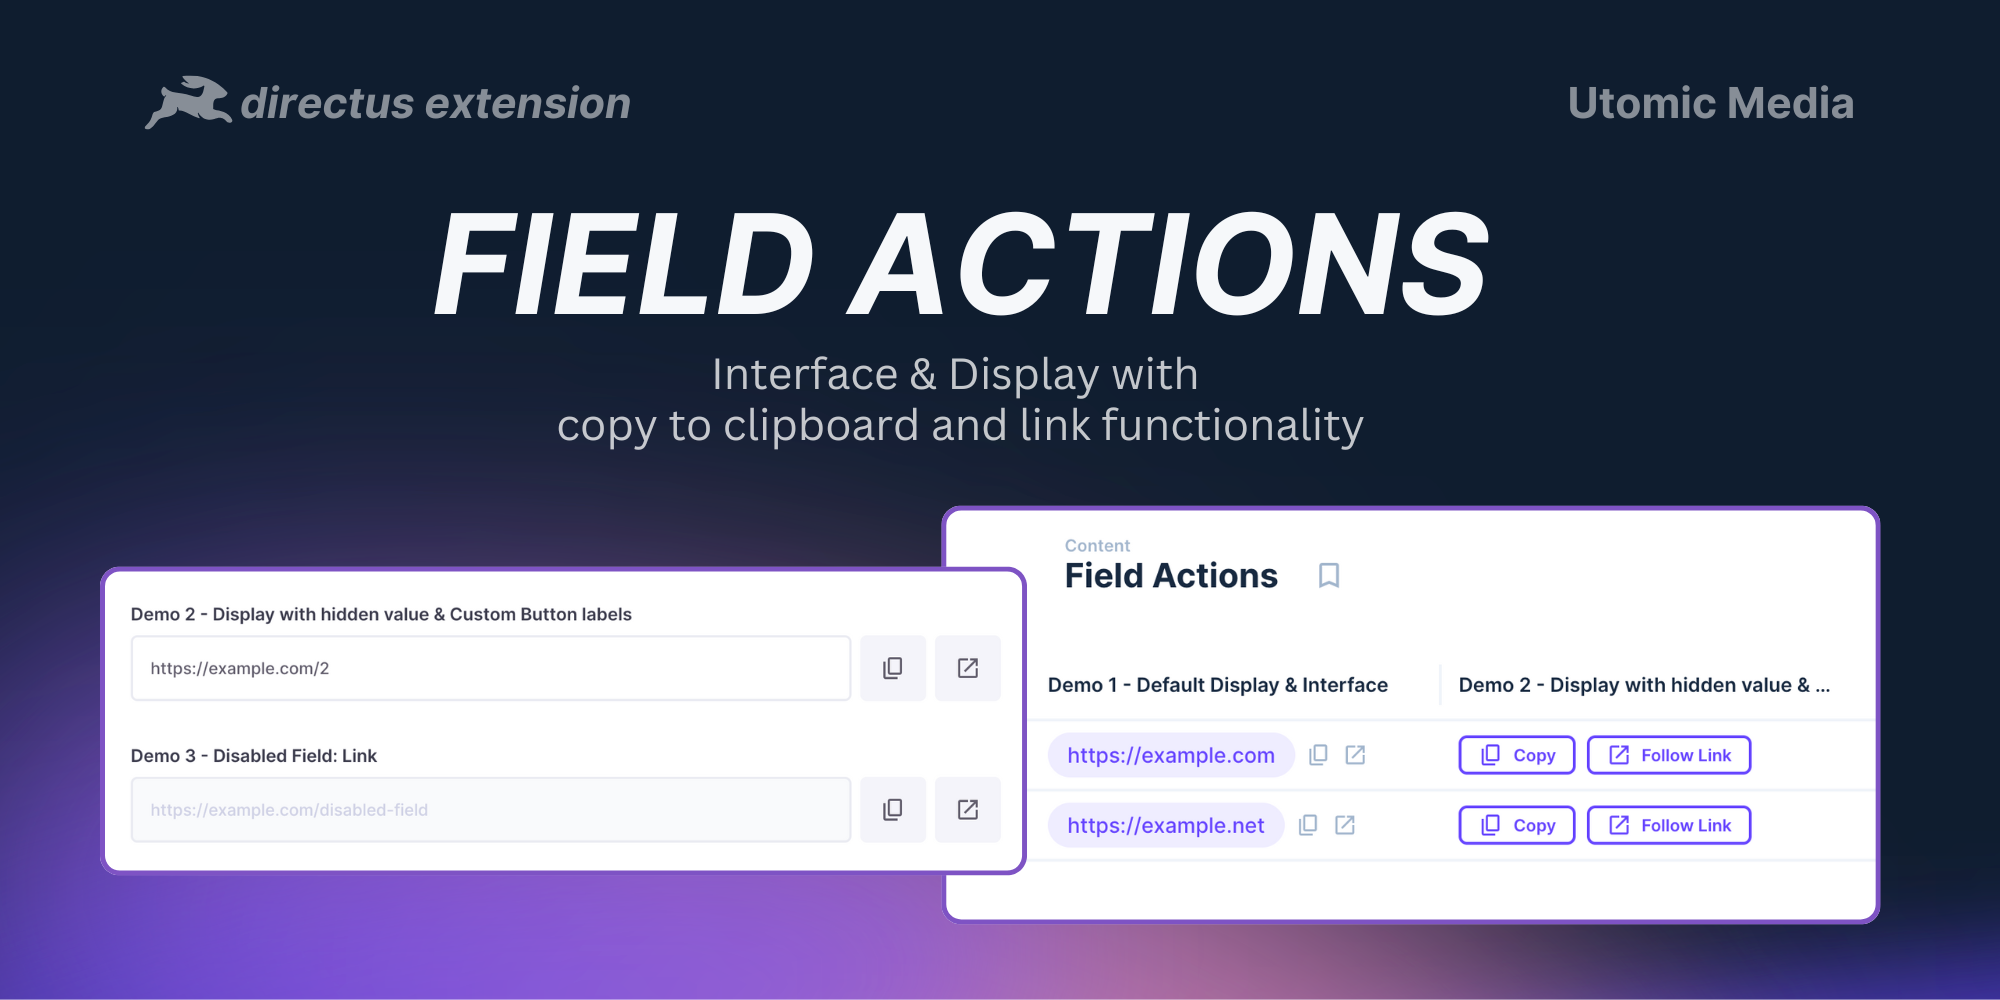 directus extension
Utomic Media
FIELD ACTIONS
Interface & Display with
copy to clipboard and link functionality
Demo 2 - Display with hidden value & Custom Button labels
https://example.com/2
Demo 3 - Disabled Field: Link
https://example.com/disabled-field
Content
Field Actions
Demo 1 - Default Display & Interface
Demo 2 - Display with hidden value & ...
https://example.com
Copy
Follow Link
https://example.net
Copy
Follow Link